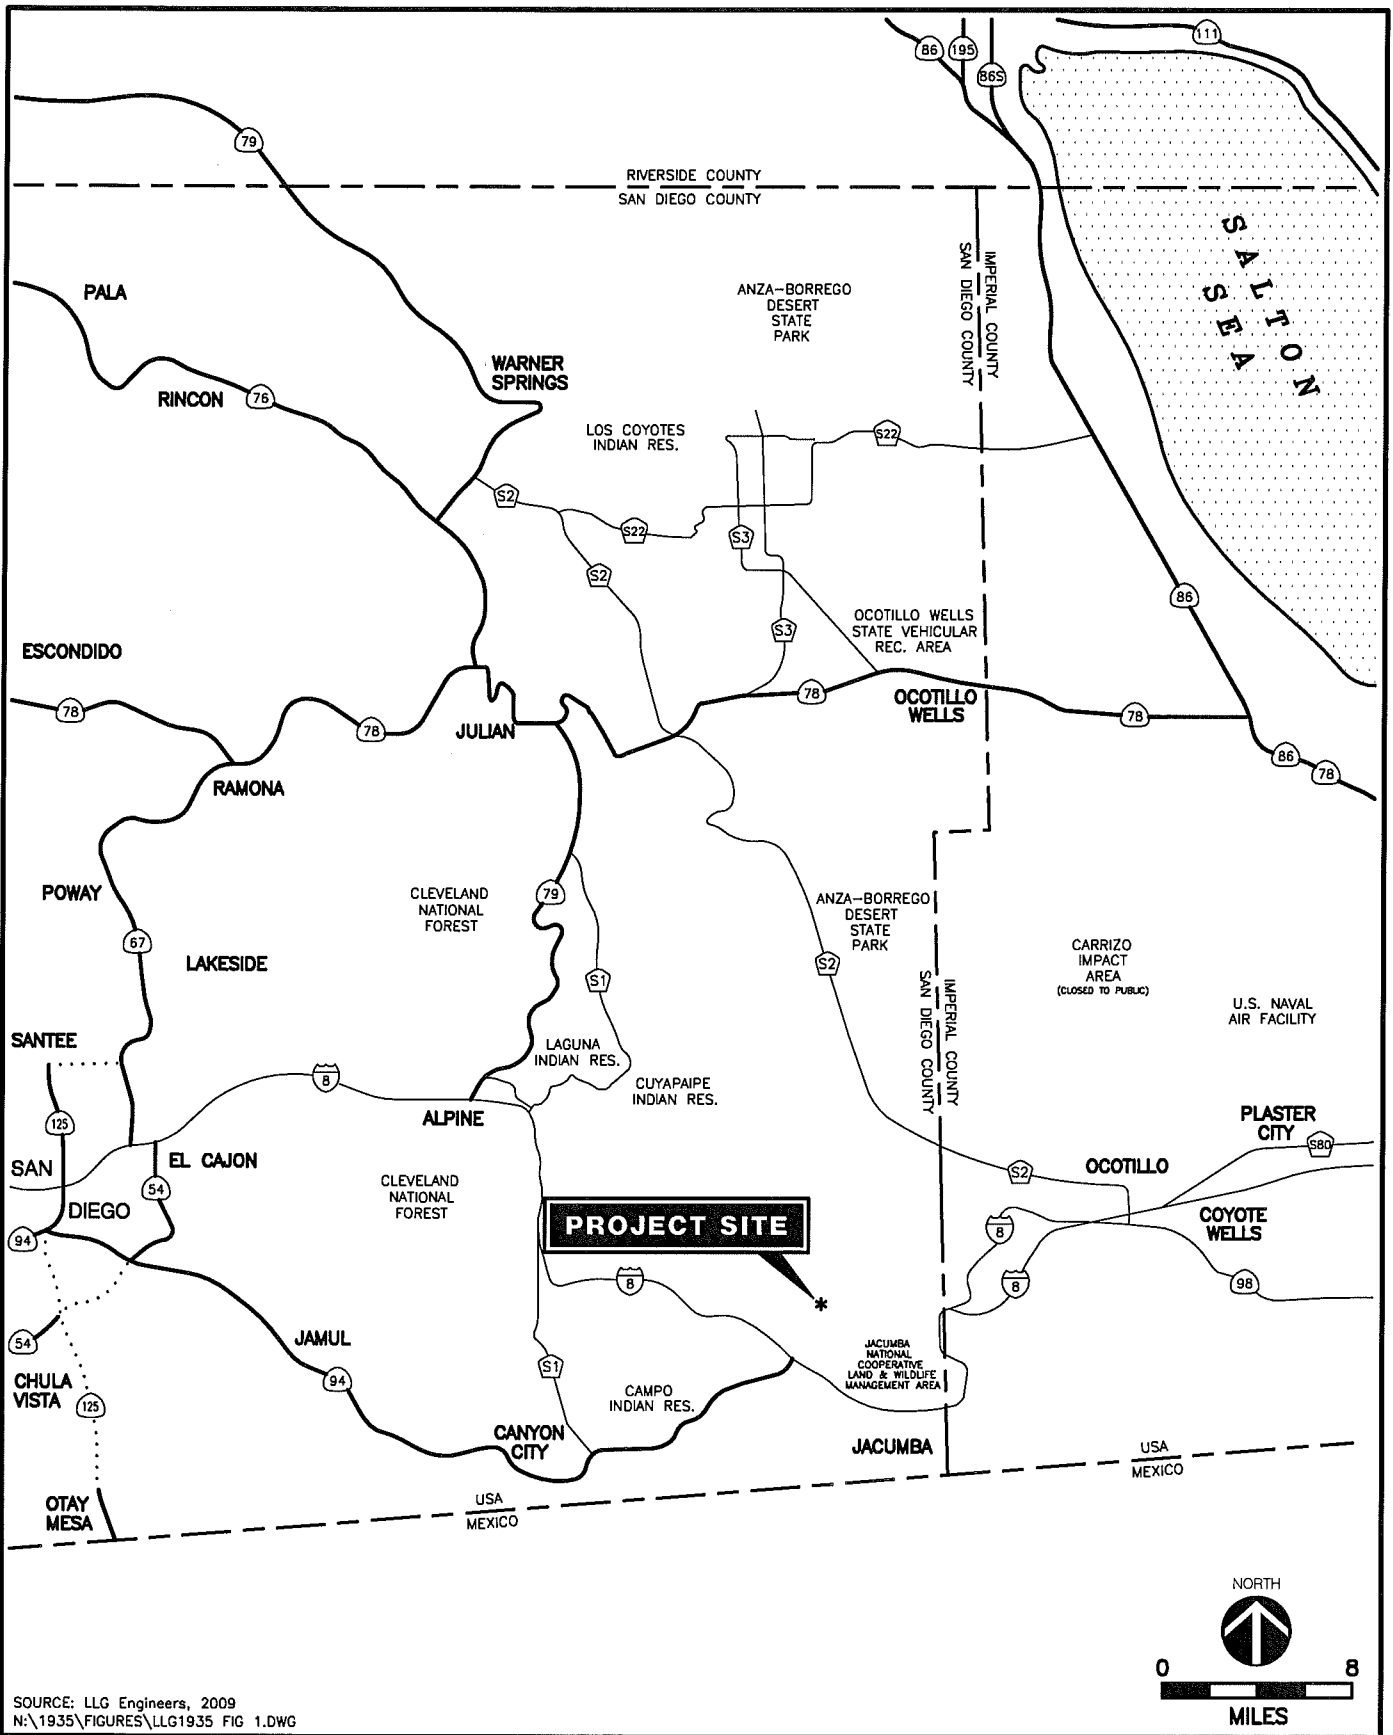 86
195
86S
111
79
RIVERSIDE COUNTY
SAN DIEGO COUNTY
SALTON
SEA
IMPERIAL COUNTY
SAN DIEGO COUNTY
PALA
ANZA-BORREGO
DESERT
STATE
PARK
WARNER
SPRINGS
RINCON
76
LOS COYOTES
INDIAN RES.
S22
S2
S22
S3
S2
86
S3
OCOTILLO WELLS
STATE VEHICULAR
REC. AREA
ESCONDIDO
78
78
JULIAN
78
OCOTILLO
WELLS
78
86
78
RAMONA
POWAY
CLEVELAND
NATIONAL
FOREST
79
ANZA-BORREGO
DESERT
STATE
PARK
67
LAKESIDE
S2
CARRIZO
IMPACT
AREA
(CLOSED TO PUBLIC)
S1
IMPERIAL COUNTY
SAN DIEGO COUNTY
U.S. NAVAL
AIR FACILITY
SANTEE
LAGUNA
INDIAN RES.
8
CUYAPAIPE
INDIAN RES.
125
ALPINE
PLASTER
CITY
S80
SAN
DIEGO
EL CAJON
54
S2
OCOTILLO
CLEVELAND
NATIONAL
FOREST
PROJECT SITE
*
COYOTE
WELLS
94
8
8
8
98
54
JAMUL
JACUMBA
NATIONAL
COOPERATIVE
LAND & WILDLIFE
MANAGEMENT AREA
CHULA
VISTA
94
S1
125
CAMPO
INDIAN RES.
CANYON
CITY
JACUMBA
USA
MEXICO
OTAY
MESA
USA
MEXICO
NORTH
0 8
MILES
SOURCE: LLG Engineers, 2009
N:\1935\FIGURES\LLG1935 FIG 1.DWG